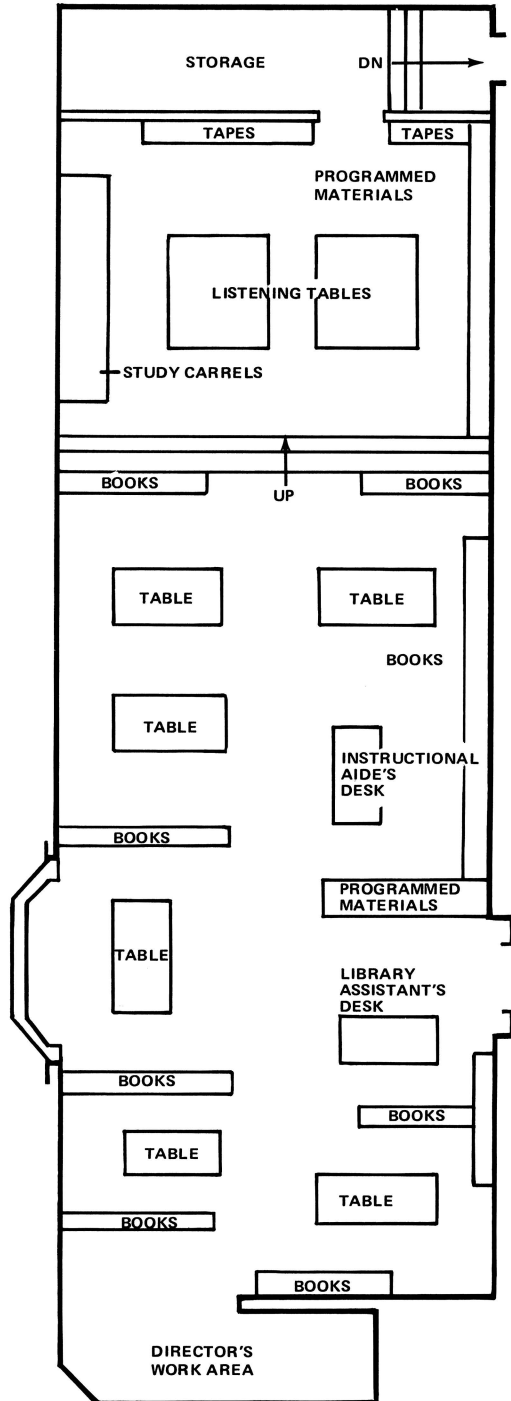 STORAGE
DN
TAPES
TAPES
PROGRAMMED
MATERIALS
LISTENING TABLES
STUDY CARRELS
BOOKS
BOOKS
UP
TABLE
TABLE
BOOKS
TABLE
INSTRUCTIONAL
AIDE'S
DESK
BOOKS
PROGRAMMED
MATERIALS
TABLE
LIBRARY
ASSISTANT'S
DESK
BOOKS
BOOKS
TABLE
TABLE
BOOKS
BOOKS
DIRECTOR'S
WORK AREA